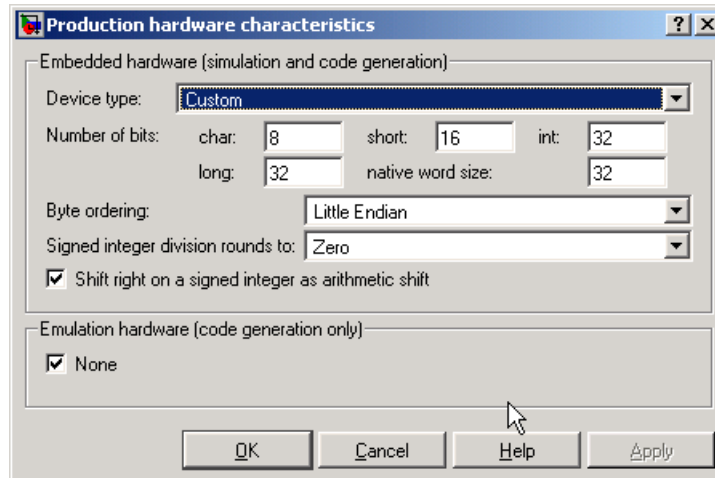 Production hardware characteristics
Embedded hardware (simulation and code generation)
Device type: Custom
Number of bits: char: 8 short: 16 int: 32
long: 32 native word size: 32
Byte ordering: Little Endian
Signed integer division rounds to: Zero
Shift right on a signed integer as arithmetic shift
Emulation hardware (code generation only)
None
OK Cancel Help Apply